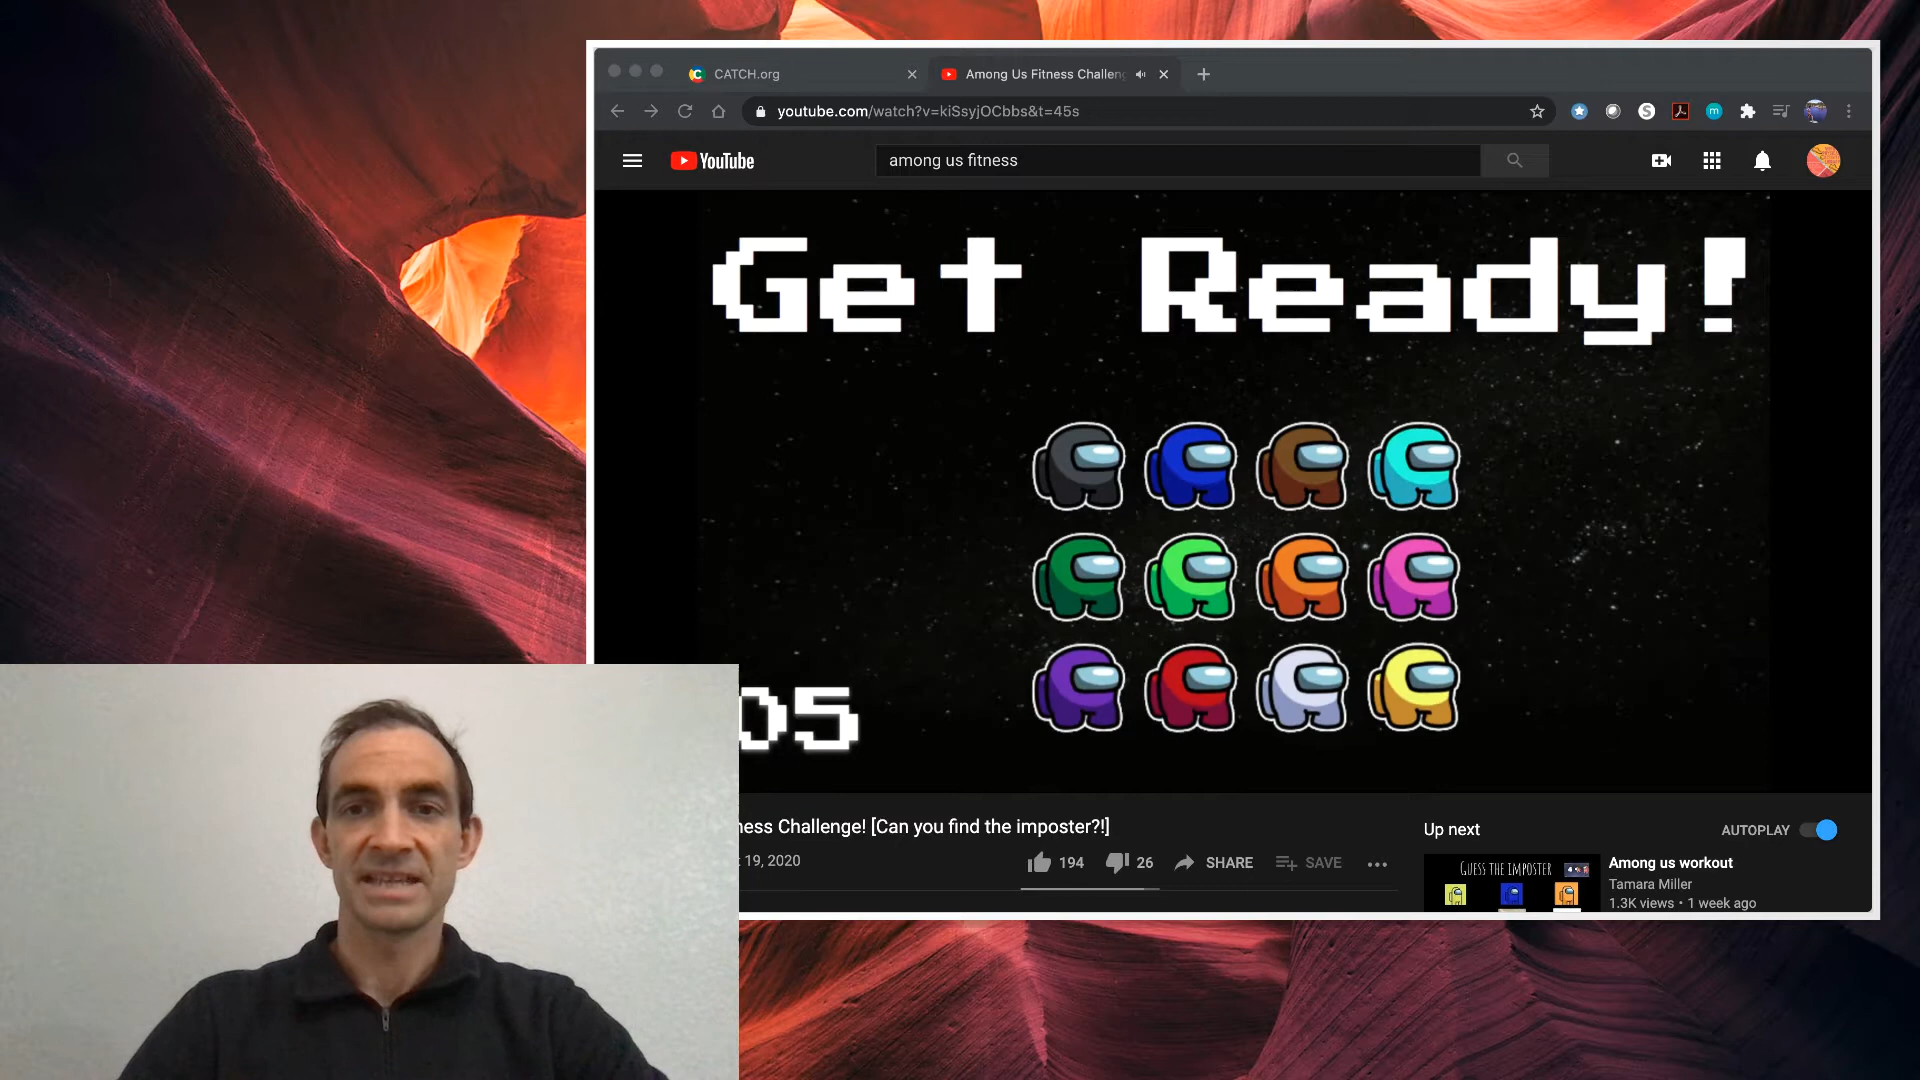 CATCH.org
Among Us Fitness Challeng
youtube.com/watch?v=kiSsyjOCbbs&t=45s
YouTube
among us fitness
Get Ready!
05
ness Challenge! [Can you find the imposter?!]
19, 2020
194
26
SHARE
SAVE
Up next
AUTOPLAY
GUESS THE IMPOSTER
Among us workout
Tamara Miller
1.3K views • 1 week ago